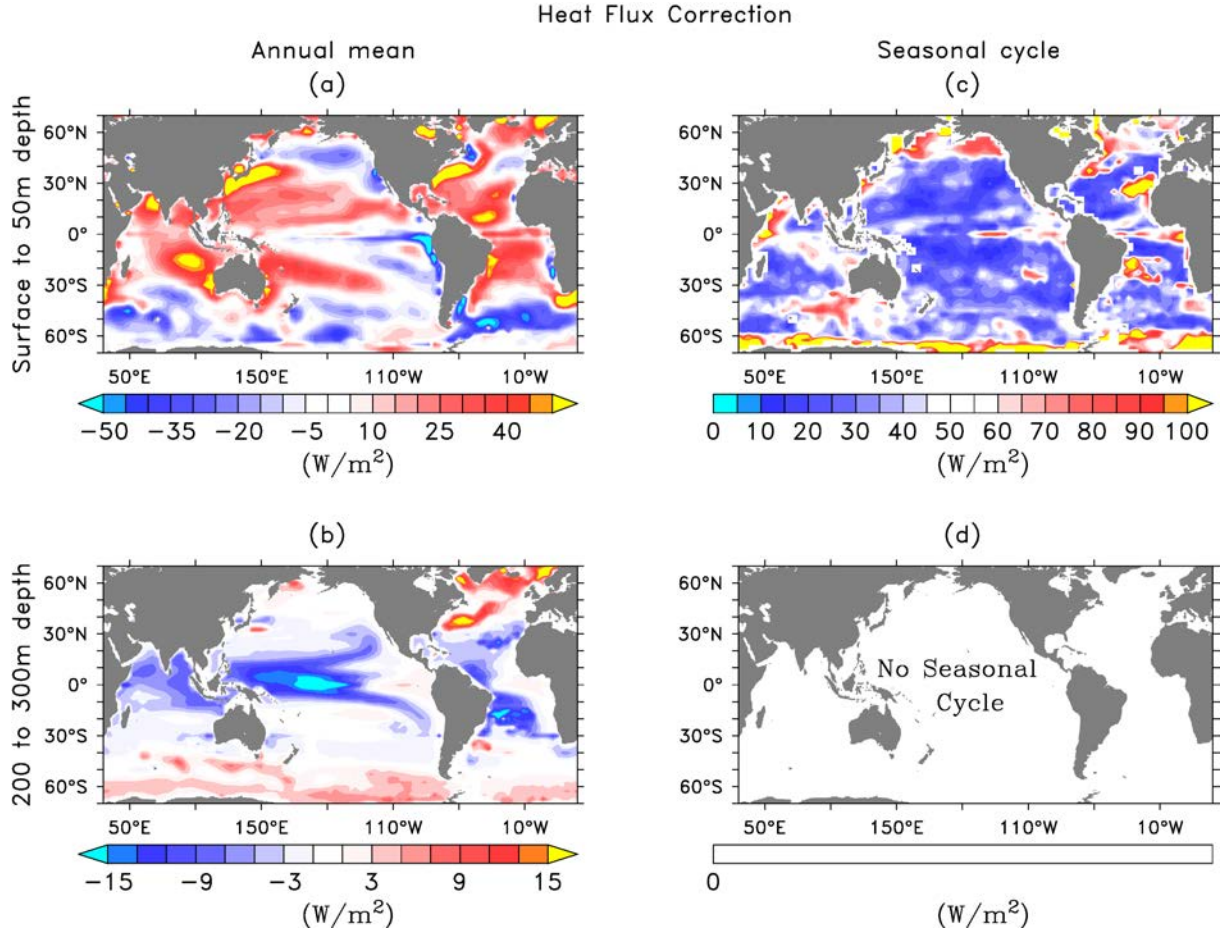 Heat Flux Correction
Annual mean
Seasonal cycle
(a)
(c)
Surface to 50m depth
60°N
30°N
0°
30°S
60°S
50°E 150°E 110°W 10°W
−50 −35 −20 −5 10 25 40
(W/m²)
60°N
30°N
0°
30°S
60°S
50°E 150°E 110°W 10°W
0 10 20 30 40 50 60 70 80 90 100
(W/m²)
(b)
(d)
200 to 300m depth
60°N
30°N
0°
30°S
60°S
50°E 150°E 110°W 10°W
−15 −9 −3 3 9 15
(W/m²)
60°N
30°N
0°
30°S
60°S
No Seasonal
Cycle
50°E 150°E 110°W 10°W
0
(W/m²)